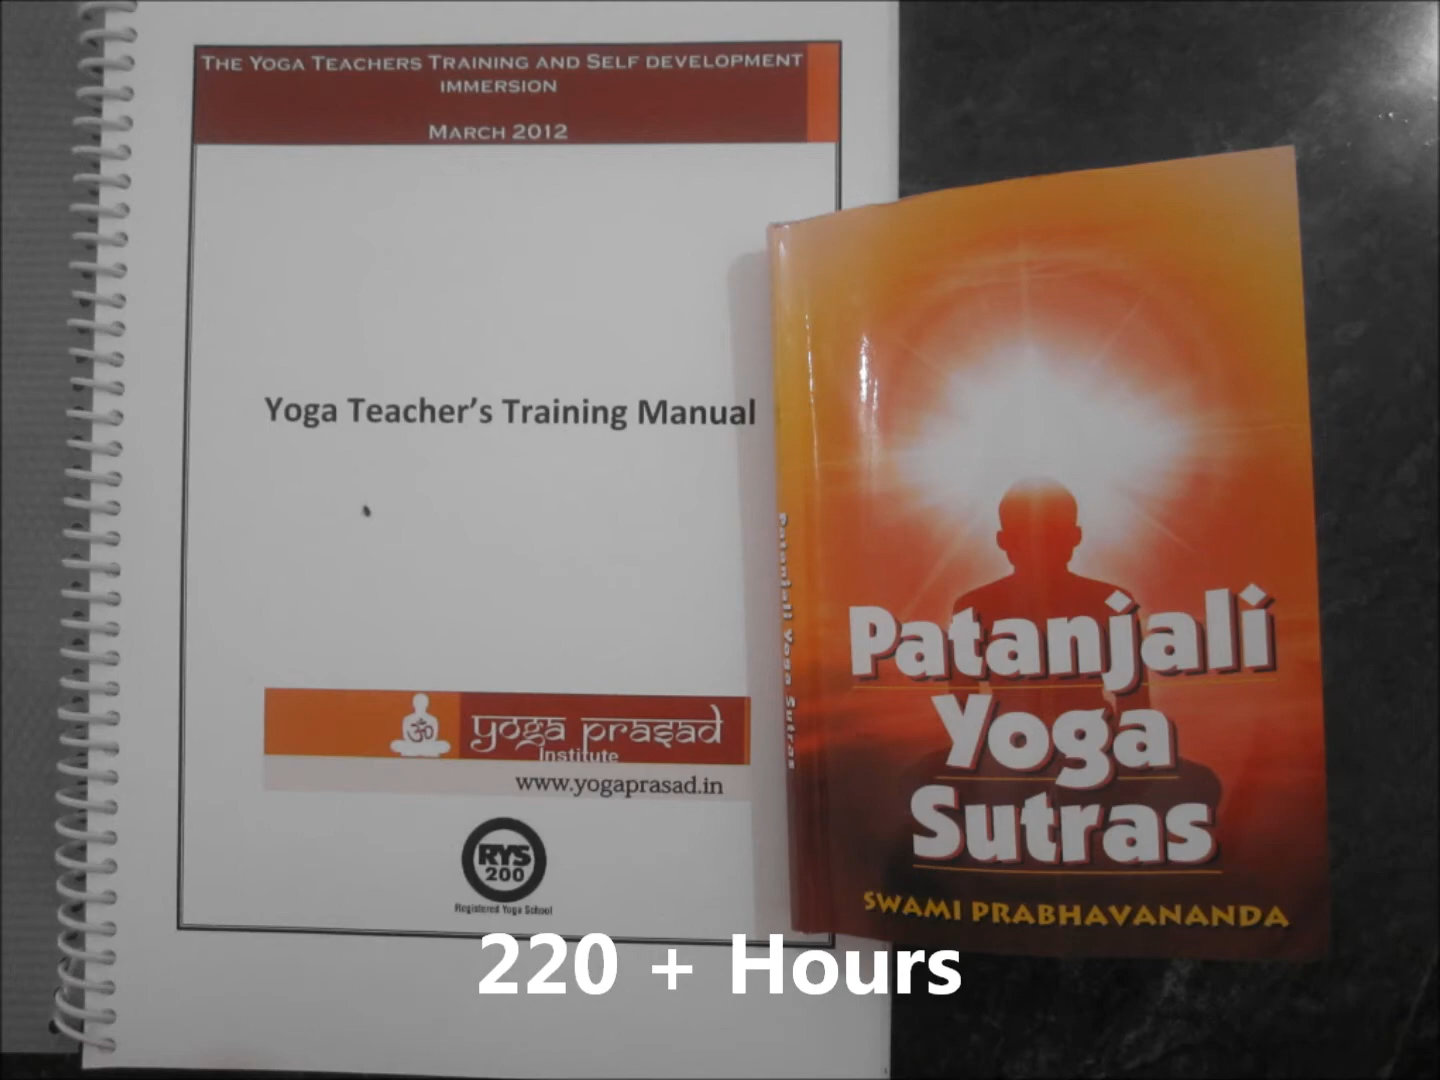 THE YOGA TEACHERS TRAINING AND SELF DEVELOPMENT
IMMERSION
MARCH 2012
Yoga Teacher's Training Manual
ॐ
yoga prasad
Institute
www.yogaprasad.in
RYS
200
Registered Yoga School
Patanjali Yoga Sutras
Patanjali
Yoga
Sutras
SWAMI PRABHAVANANDA
220 + Hours